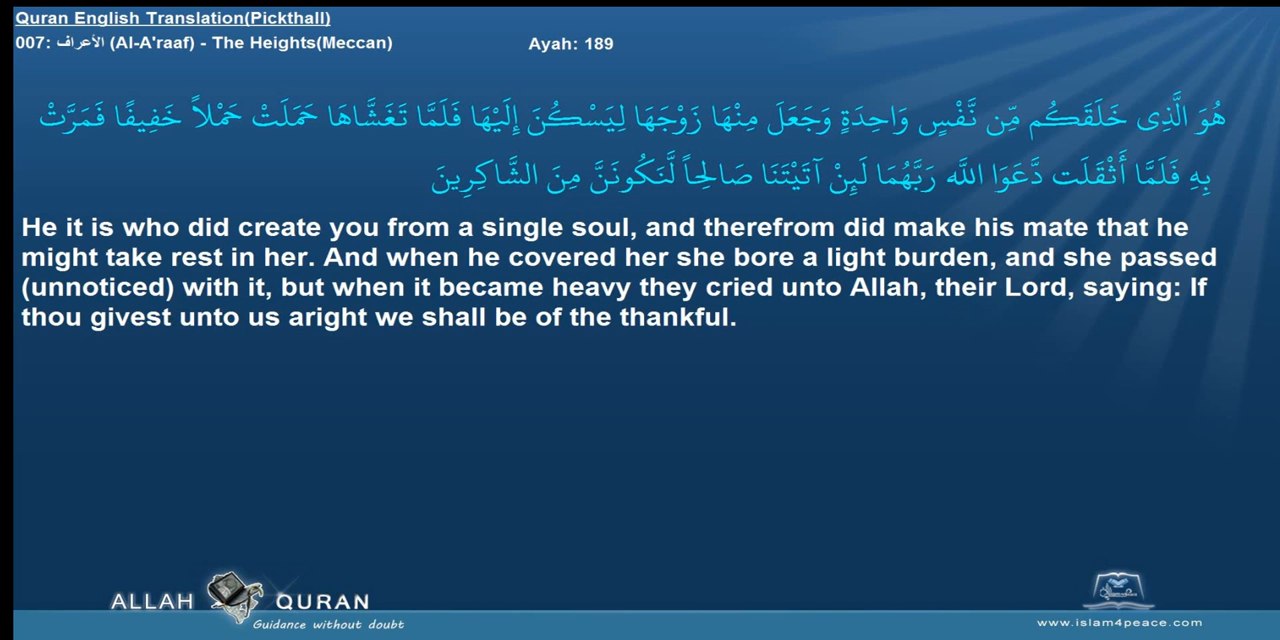 Quran English Translation(Pickthall)
007: الأعراف (Al-A'raaf) - The Heights(Meccan)
Ayah: 189
هُوَ الَّذِى خَلَقَكُم مِّن نَّفْسٍ وَاحِدَةٍ وَجَعَلَ مِنْهَا زَوْجَهَا لِيَسْكُنَ إِلَيْهَا فَلَمَّا تَغَشَّاهَا حَمَلَتْ حَمْلاً خَفِيفًا فَمَرَّتْ
بِهِ فَلَمَّا أَثْقَلَت دَّعَوَا اللَّه رَبَّهُمَا لَئِنْ آتَيْتَنَا صَالِحاً لَّنَكُونَنَّ مِنَ الشَّاكِرِينَ
He it is who did create you from a single soul, and therefrom did make his mate that he
might take rest in her. And when he covered her she bore a light burden, and she passed
(unnoticed) with it, but when it became heavy they cried unto Allah, their Lord, saying: If
thou givest unto us aright we shall be of the thankful.
ALLAH QURAN
Guidance without doubt
www.islam4peace.com